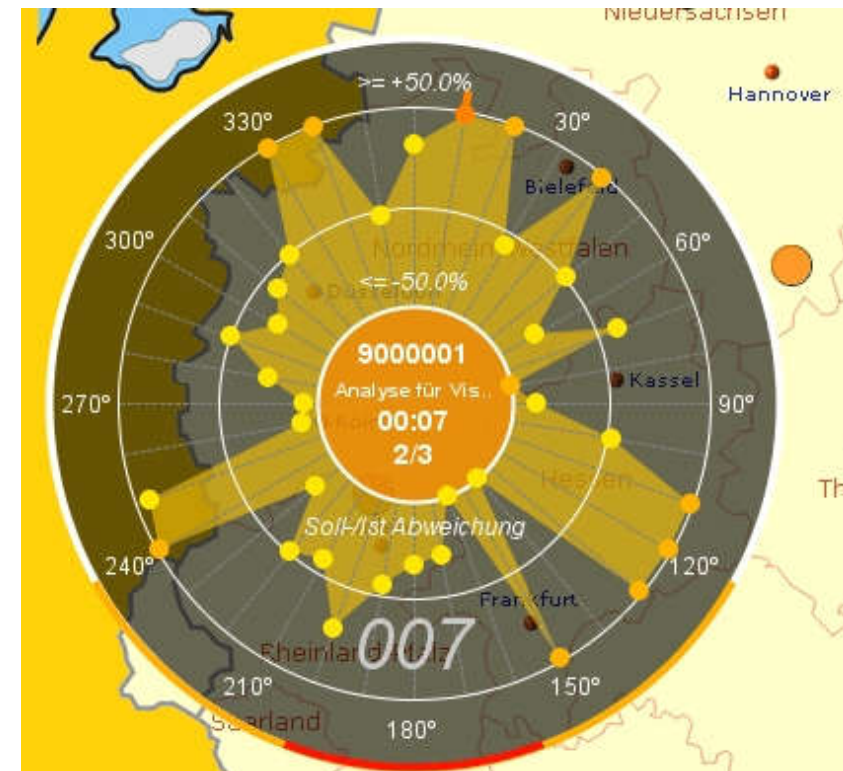 Niedersachsen
>= +50.0%
Hannover
330°
30°
Bielefeld
300°
60°
Nordrhein-Westfalen
<= -50.0%
Düsseldorf
9000001
Kassel
Analyse für Vis..
270°
90°
00:07
Köln
2/3
Hessen
Th
Soll-/Ist Abweichung
240°
120°
Frankfurt
007
Rheinland-Pfalz
210°
150°
Saarland
180°